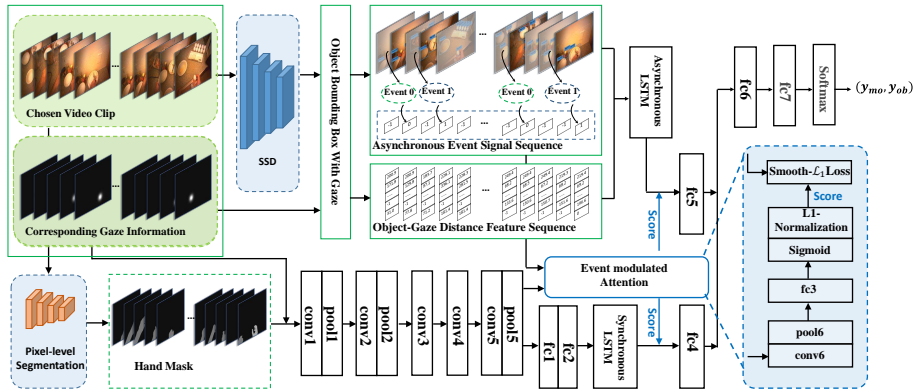 Chosen Video Clip
Corresponding Gaze Information
SSD
Object Bounding Box With Gaze
Event 0
Event 1
Event 0
Event 1
Asynchronous Event Signal Sequence
Object-Gaze Distance Feature Sequence
Asynchronous
LSTM
fc5
fc6
fc7
Softmax
(y_mo, y_ob)
Score
Event modulated
Attention
Score
Smooth-ℒ₁Loss
Score
L1-
Normalization
Sigmoid
fc3
pool6
conv6
Pixel-level
Segmentation
Hand Mask
conv1
pool1
conv2
pool2
conv3
conv4
conv5
pool5
fc1
fc2
Synchronous
LSTM
fc4